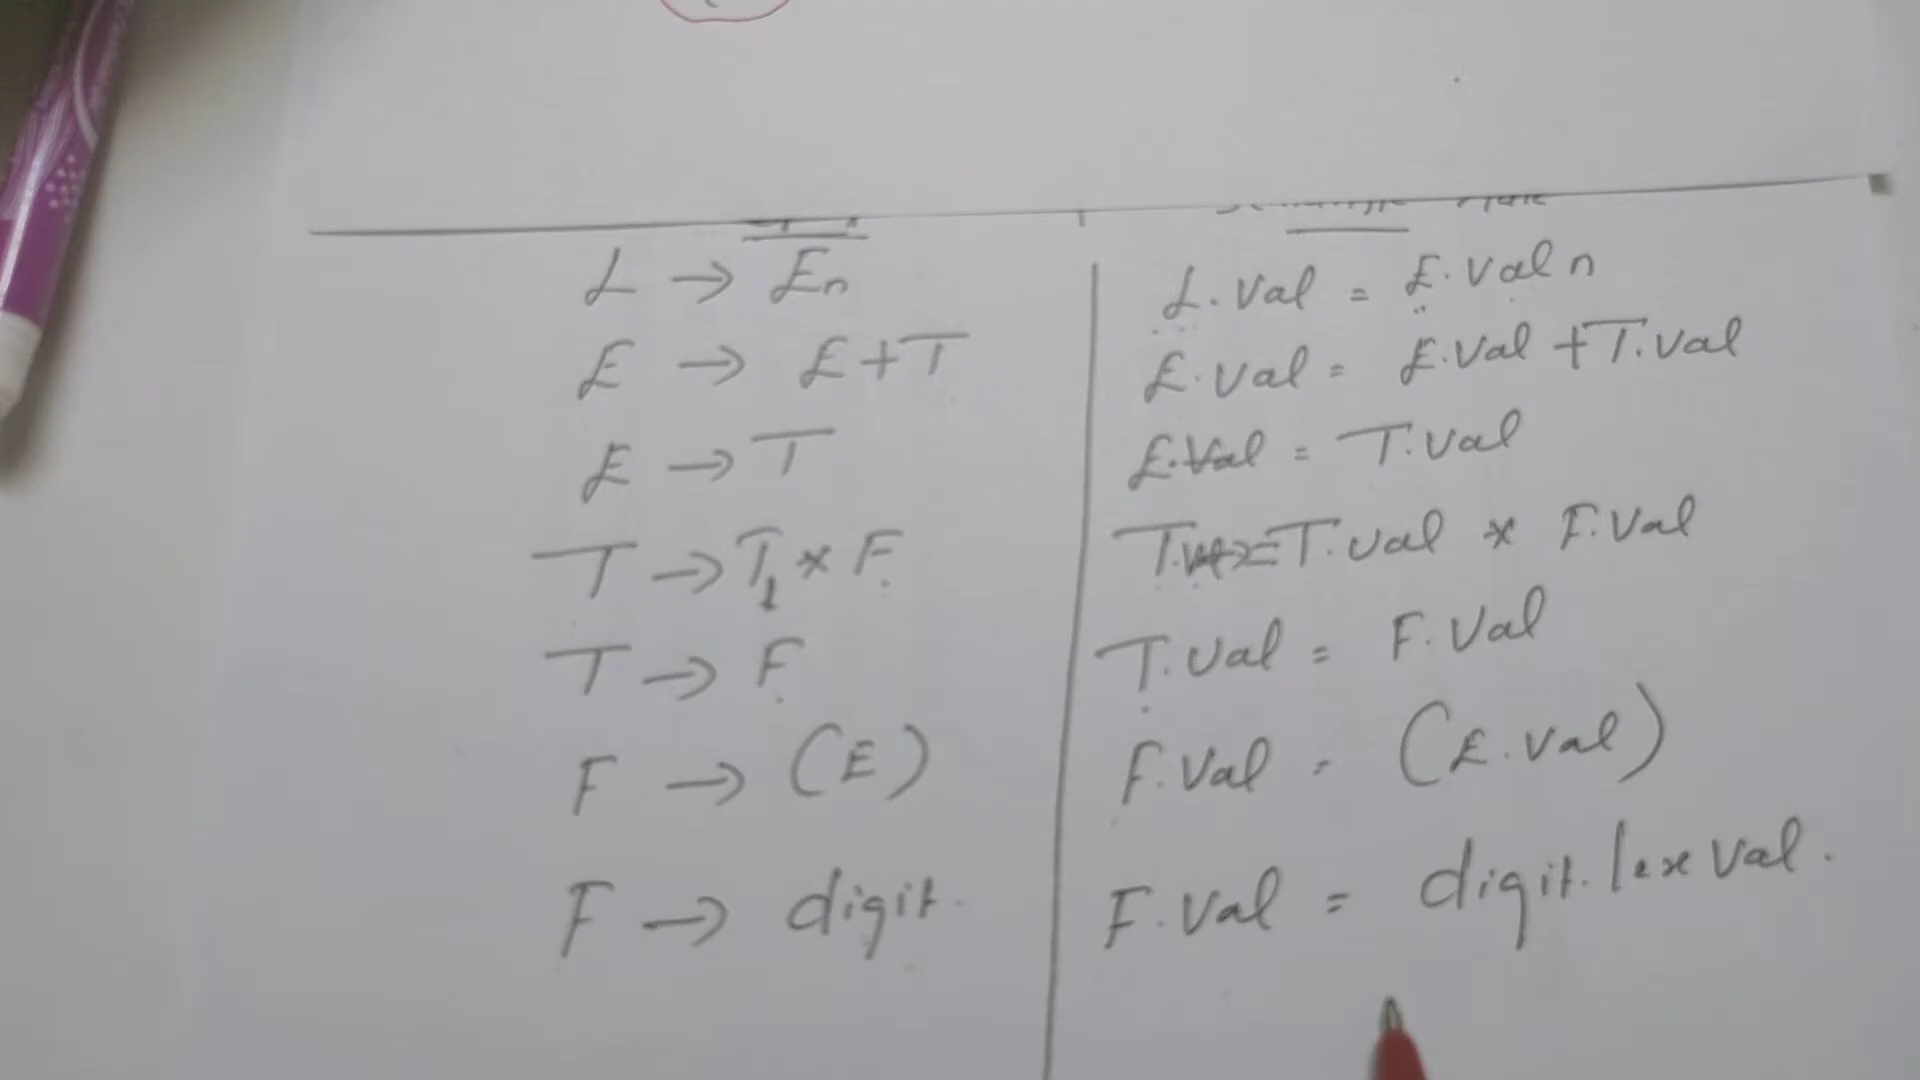 L → En L.val = E.val n
E → E+T E.val = E.val + T.val
E → T E.val = T.val
T → T₁ * F T.val = T.val * F.val
T → F T.val = F.val
F → (E) F.val = (E.val)
F → digit. F.val = digit.lexval.